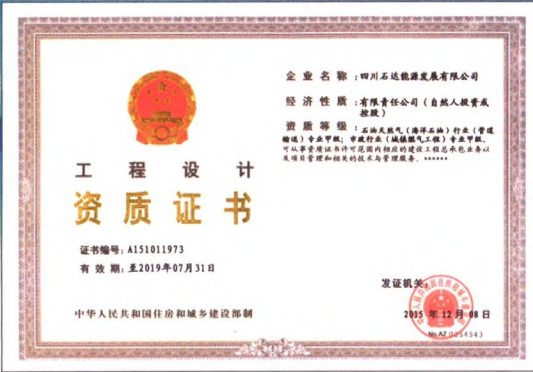 工程设计
资质证书
证书编号：A151011973
有效期：至2019年07月31日
中华人民共和国住房和城乡建设部制
企业名称：四川石达能源发展有限公司
经济性质：有限责任公司（自然人投资或
控股）
资质等级：石油天然气（海洋石油）行业（管道
输送）专业甲级；市政行业（城镇燃气工程）专业甲级。
可从事资质证书许可范围内相应的建设工程总承包业务以
及项目管理和相关的技术与管理服务。******
发证机关：
2015 年 12 月 08 日
No.AZ 0054943